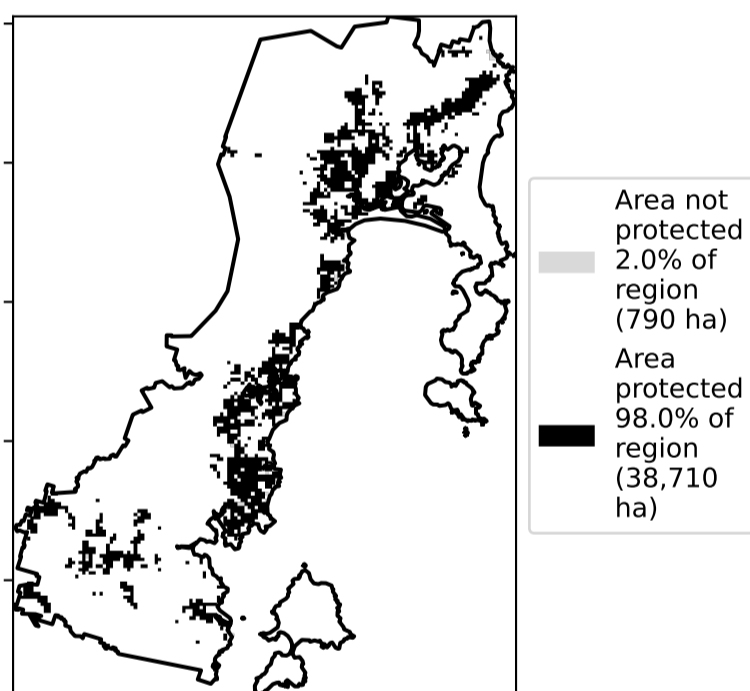 Area not
protected
2.0% of
region
(790 ha)
Area
protected
98.0% of
region
(38,710
ha)